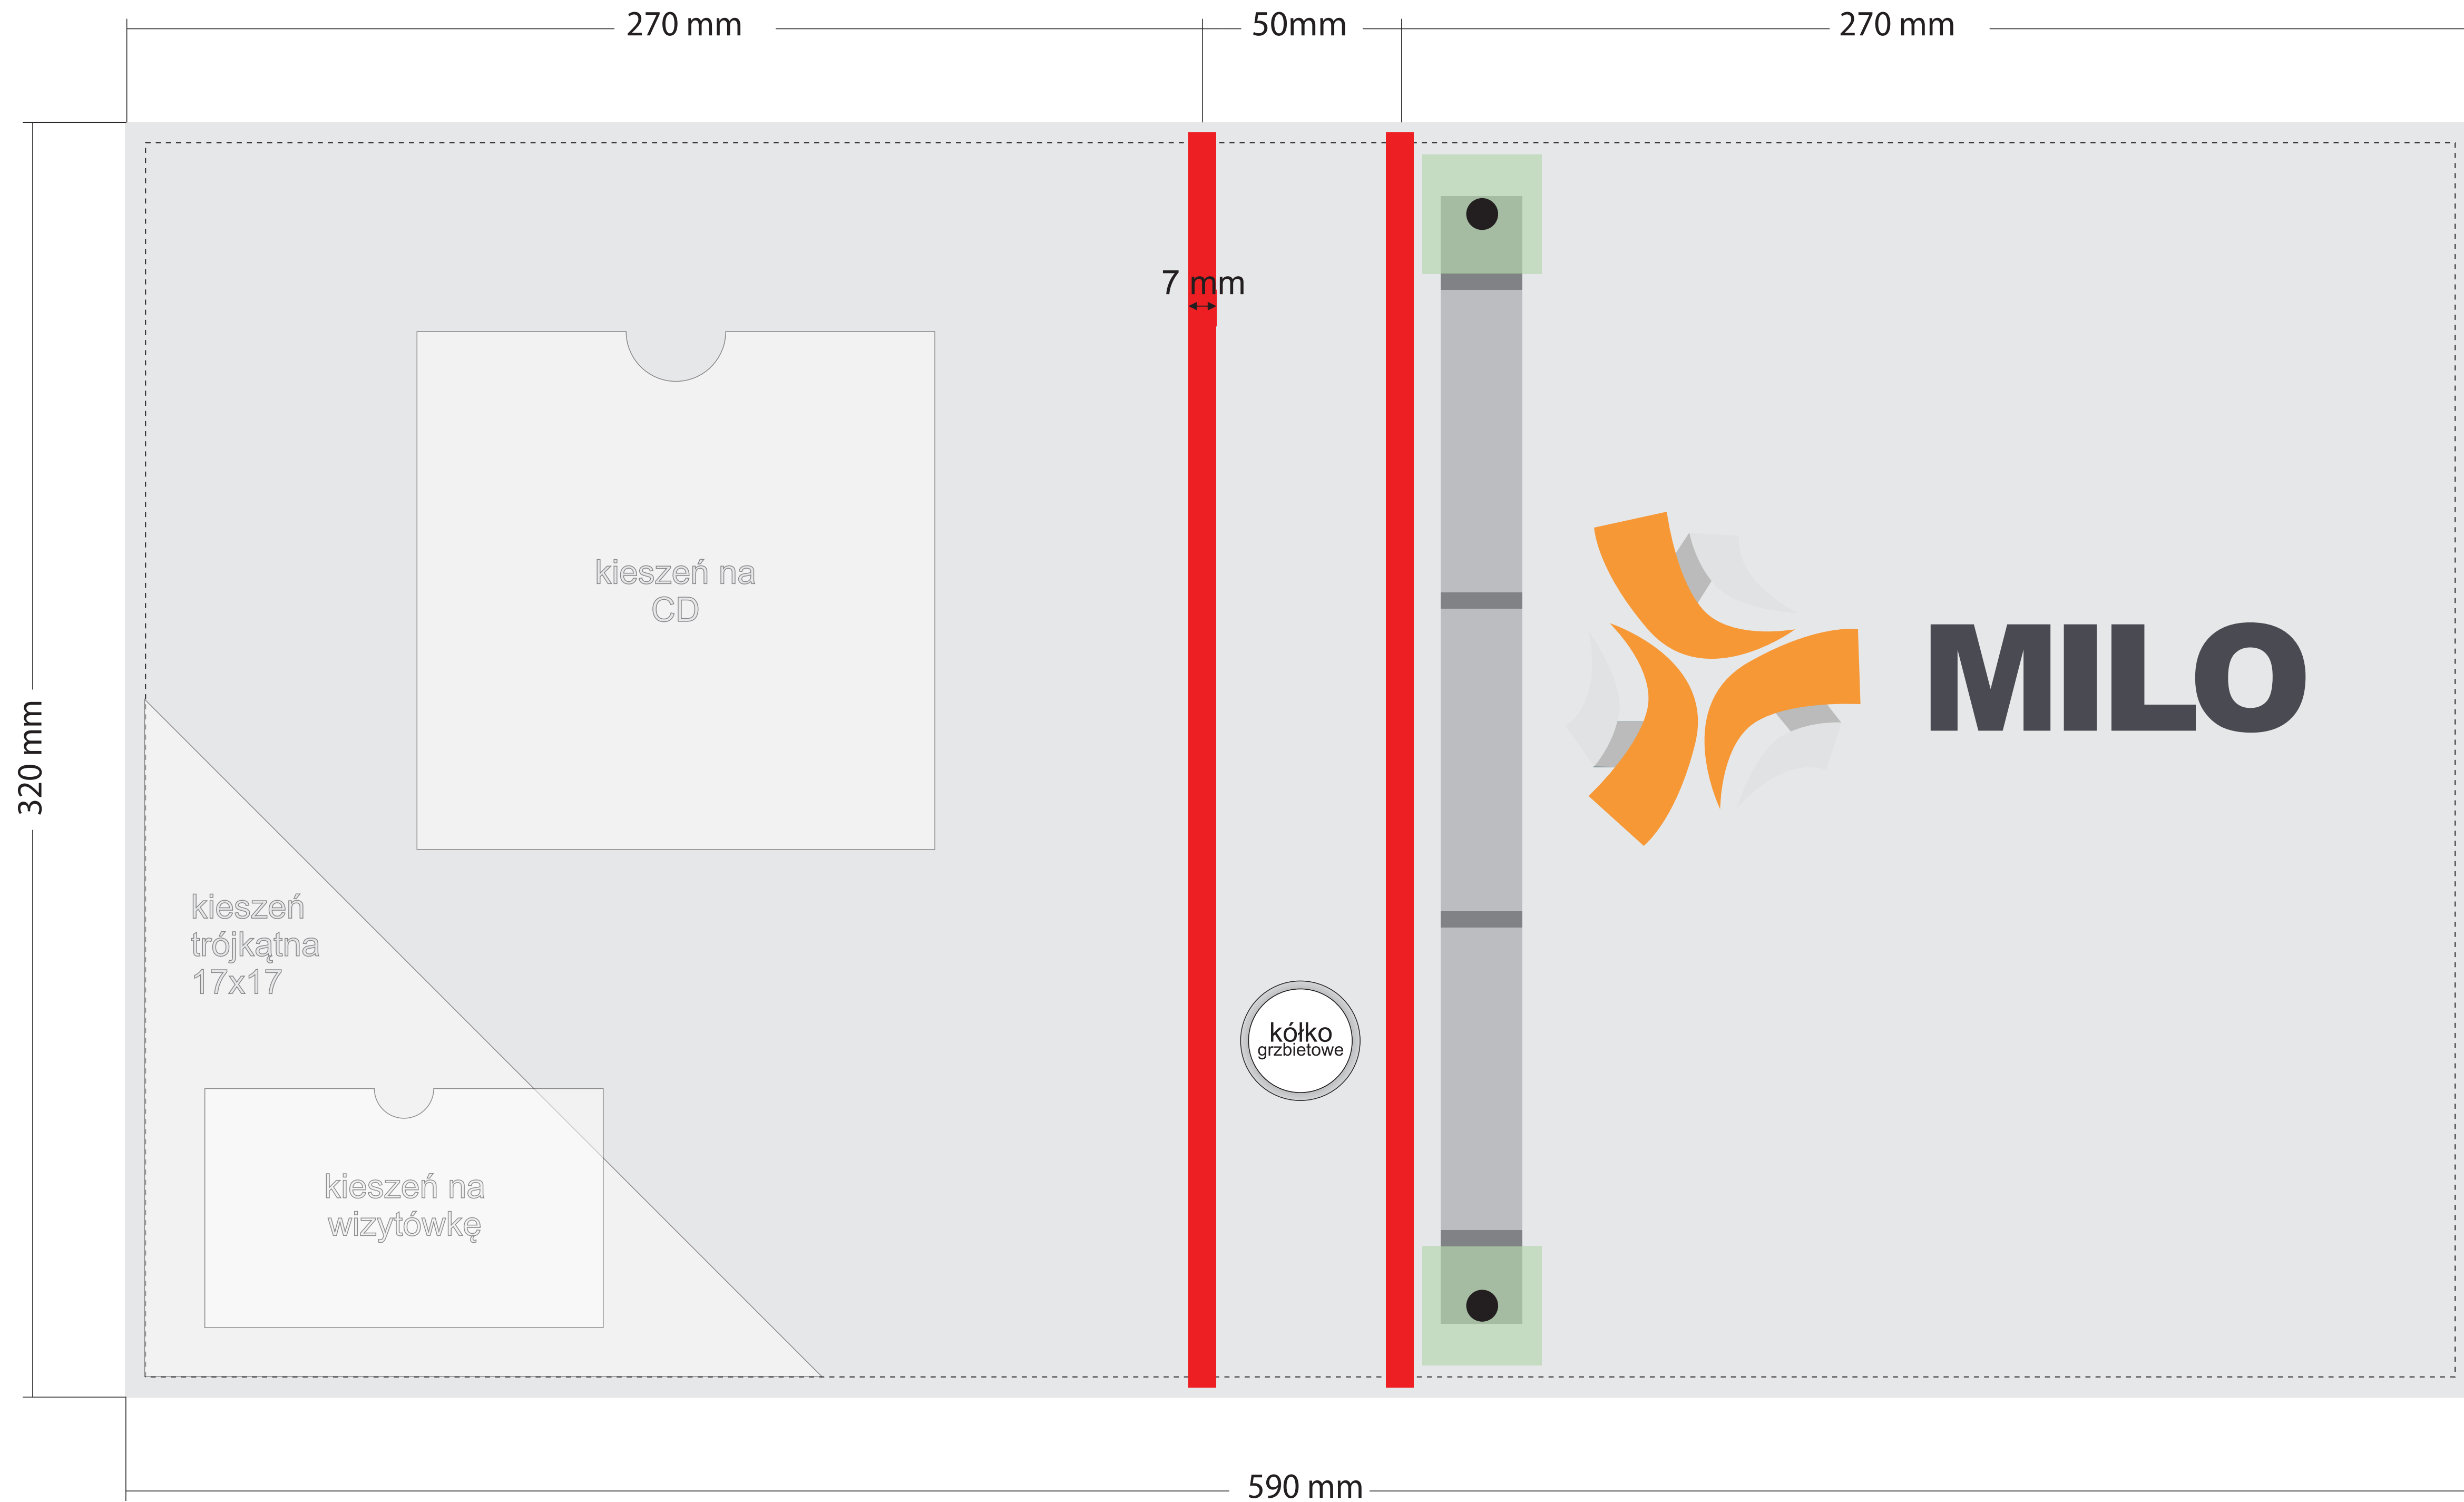 270 mm
50mm
270 mm
7 mm
320 mm
kieszeń na
CD
MILO
kieszeń
trójkątna
17x17
kółko
grzbietowe
kieszeń na
wizytówkę
590 mm